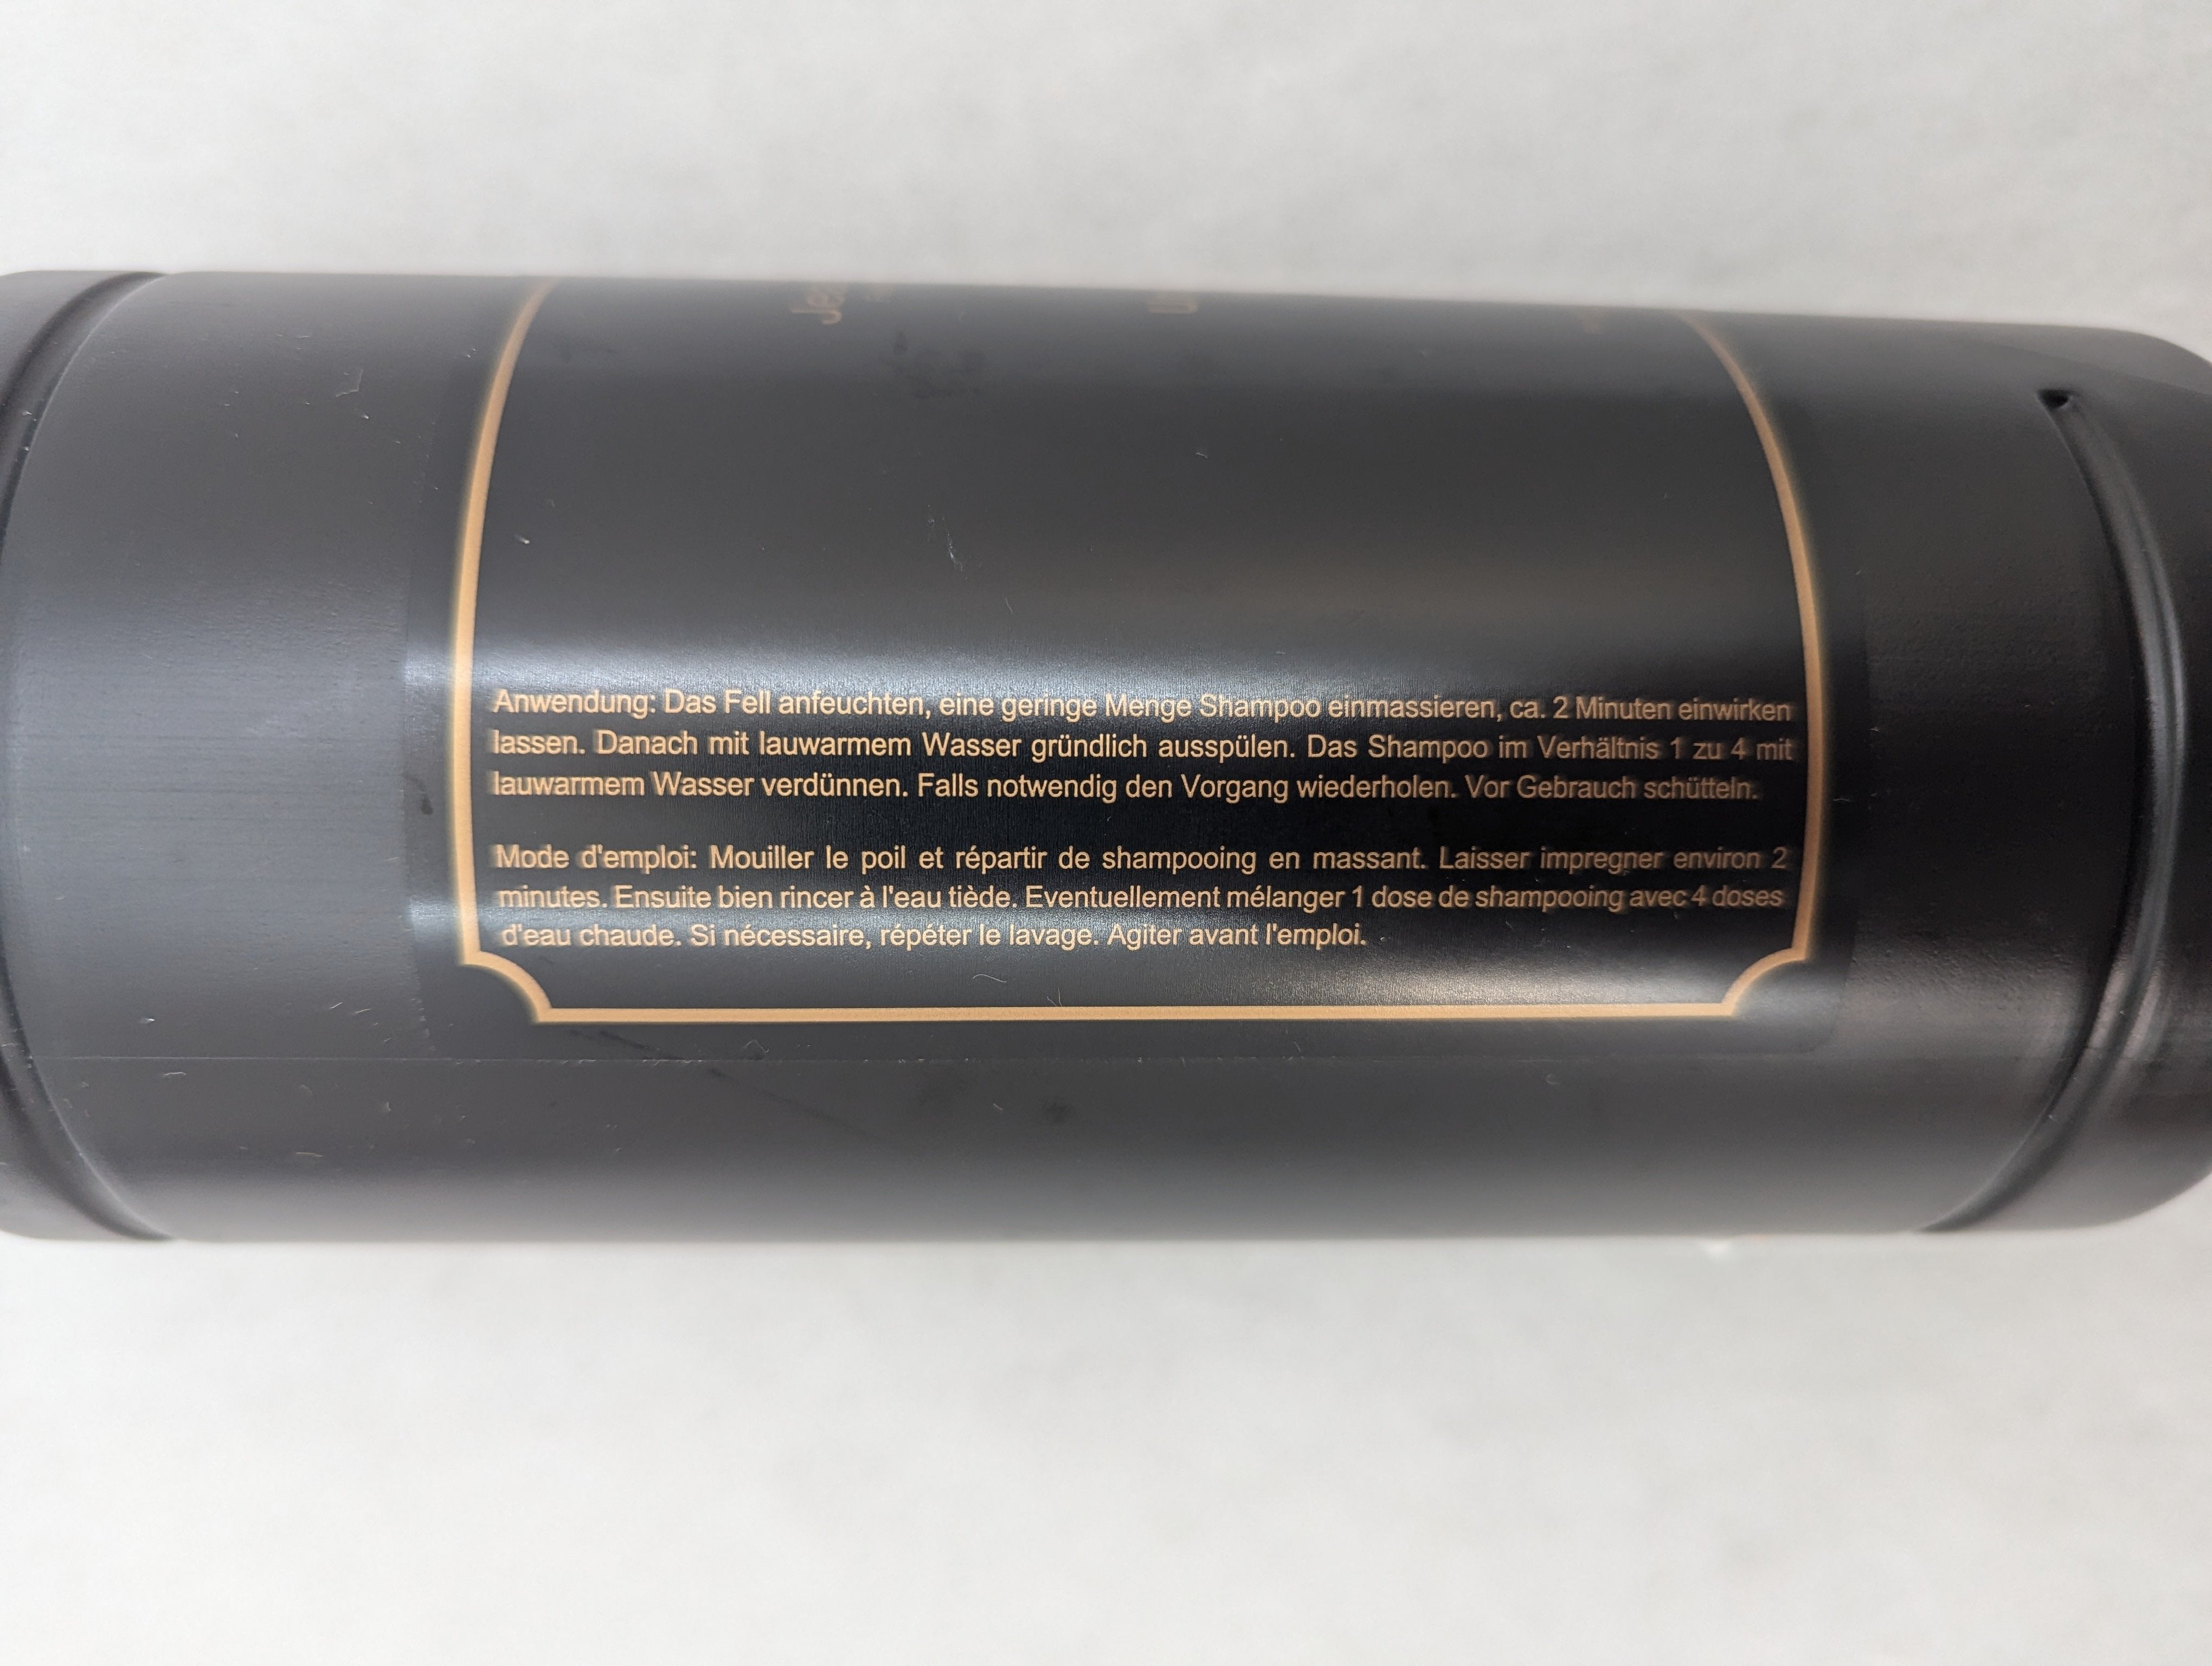 Anwendung: Das Fell anfeuchten, eine geringe Menge Shampoo einmassieren, ca. 2 Minuten einwirken
lassen. Danach mit lauwarmem Wasser gründlich ausspülen. Das Shampoo im Verhältnis 1 zu 4 mit
lauwarmem Wasser verdünnen. Falls notwendig den Vorgang wiederholen. Vor Gebrauch schütteln.
Mode d'emploi: Mouiller le poil et répartir de shampooing en massant. Laisser impregner environ 2
minutes. Ensuite bien rincer à l'eau tiède. Eventuellement mélanger 1 dose de shampooing avec 4 doses
d'eau chaude. Si nécessaire, répéter le lavage. Agiter avant l'emploi.